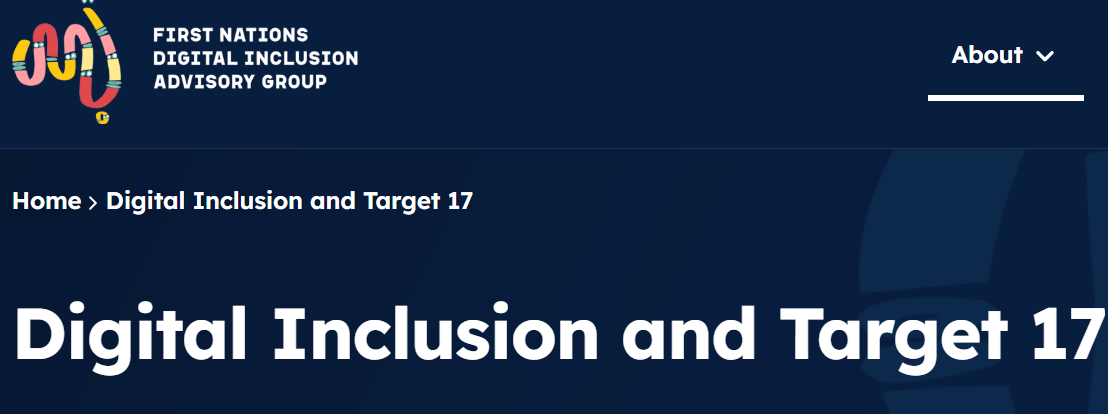 FIRST NATIONS
DIGITAL INCLUSION
ADVISORY GROUP
About
Home > Digital Inclusion and Target 17
Digital Inclusion and Target 17